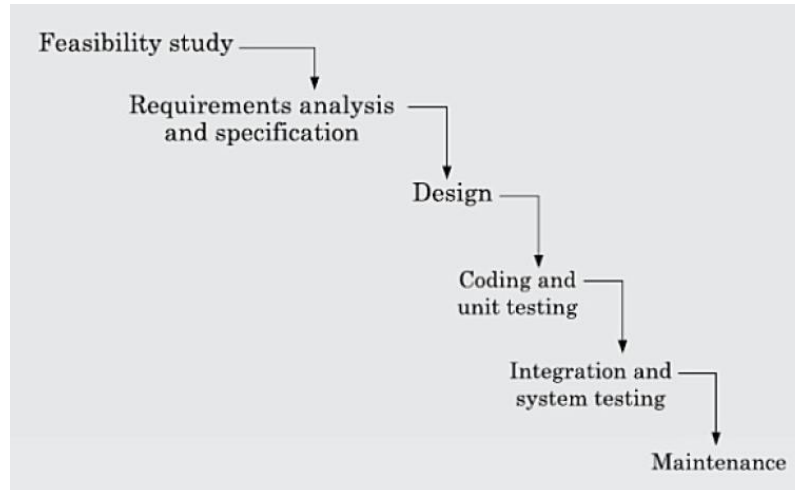 Feasibility study
Requirements analysis
and specification
Design
Coding and
unit testing
Integration and
system testing
Maintenance